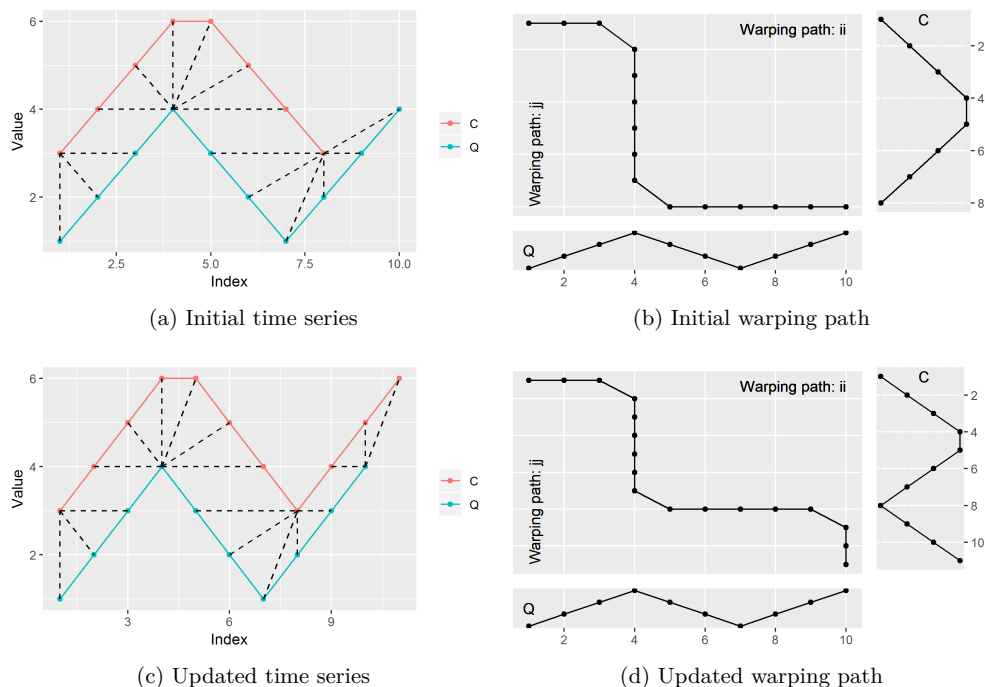 6
4
2
Value
2.5
5.0
7.5
10.0
Index
C
Q
Warping path: ii
Warping path: jj
C
2
4
6
8
Q
2
4
6
8
10
(a) Initial time series
(b) Initial warping path
6
4
2
Value
3
6
9
Index
C
Q
Warping path: ii
Warping path: jj
C
2
4
6
8
10
Q
2
4
6
8
10
(c) Updated time series
(d) Updated warping path